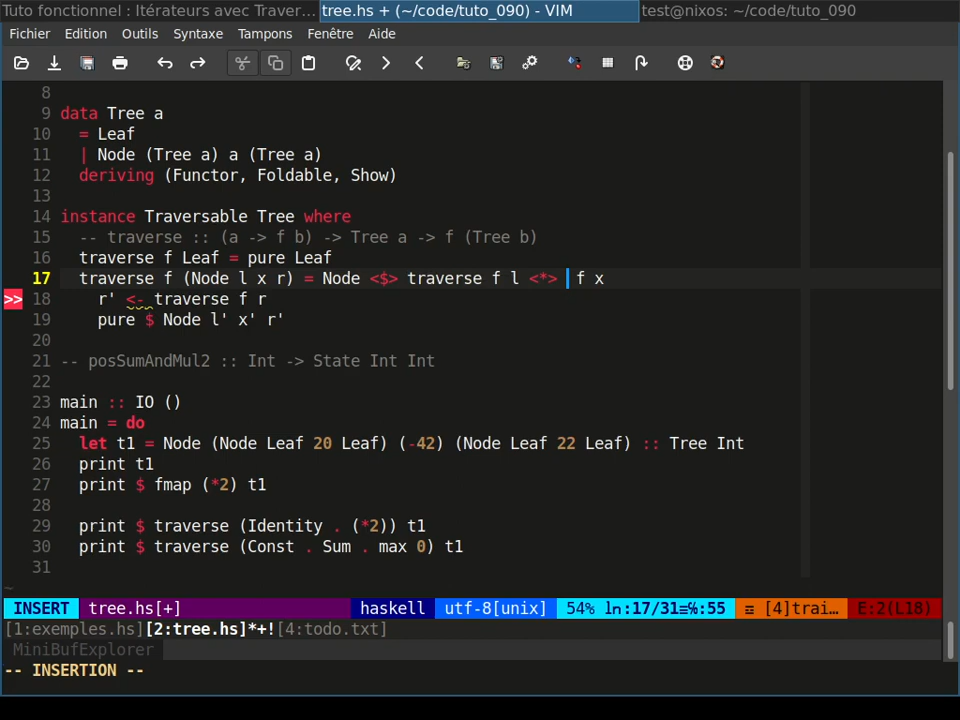 Tuto fonctionnel : Itérateurs avec Traver... tree.hs + (~/code/tuto_090) - VIM test@nixos: ~/code/tuto_090
Fichier Edition Outils Syntaxe Tampons Fenêtre Aide
8
9 data Tree a
10 = Leaf
11 | Node (Tree a) a (Tree a)
12 deriving (Functor, Foldable, Show)
13
14 instance Traversable Tree where
15 -- traverse :: (a -> f b) -> Tree a -> f (Tree b)
16 traverse f Leaf = pure Leaf
17 traverse f (Node l x r) = Node <$> traverse f l <*> f x
>> 18 r' <- traverse f r
19 pure $ Node l' x' r'
20
21 -- posSumAndMul2 :: Int -> State Int Int
22
23 main :: IO ()
24 main = do
25 let t1 = Node (Node Leaf 20 Leaf) (-42) (Node Leaf 22 Leaf) :: Tree Int
26 print t1
27 print $ fmap (*2) t1
28
29 print $ traverse (Identity . (*2)) t1
30 print $ traverse (Const . Sum . max 0) t1
31
~
INSERT tree.hs[+] haskell utf-8[unix] 54% ln:17/31≡℅:55 ≡ [4]trai… E:2(L18)
[1:exemples.hs][2:tree.hs]*+![4:todo.txt]
MiniBufExplorer
-- INSERTION --